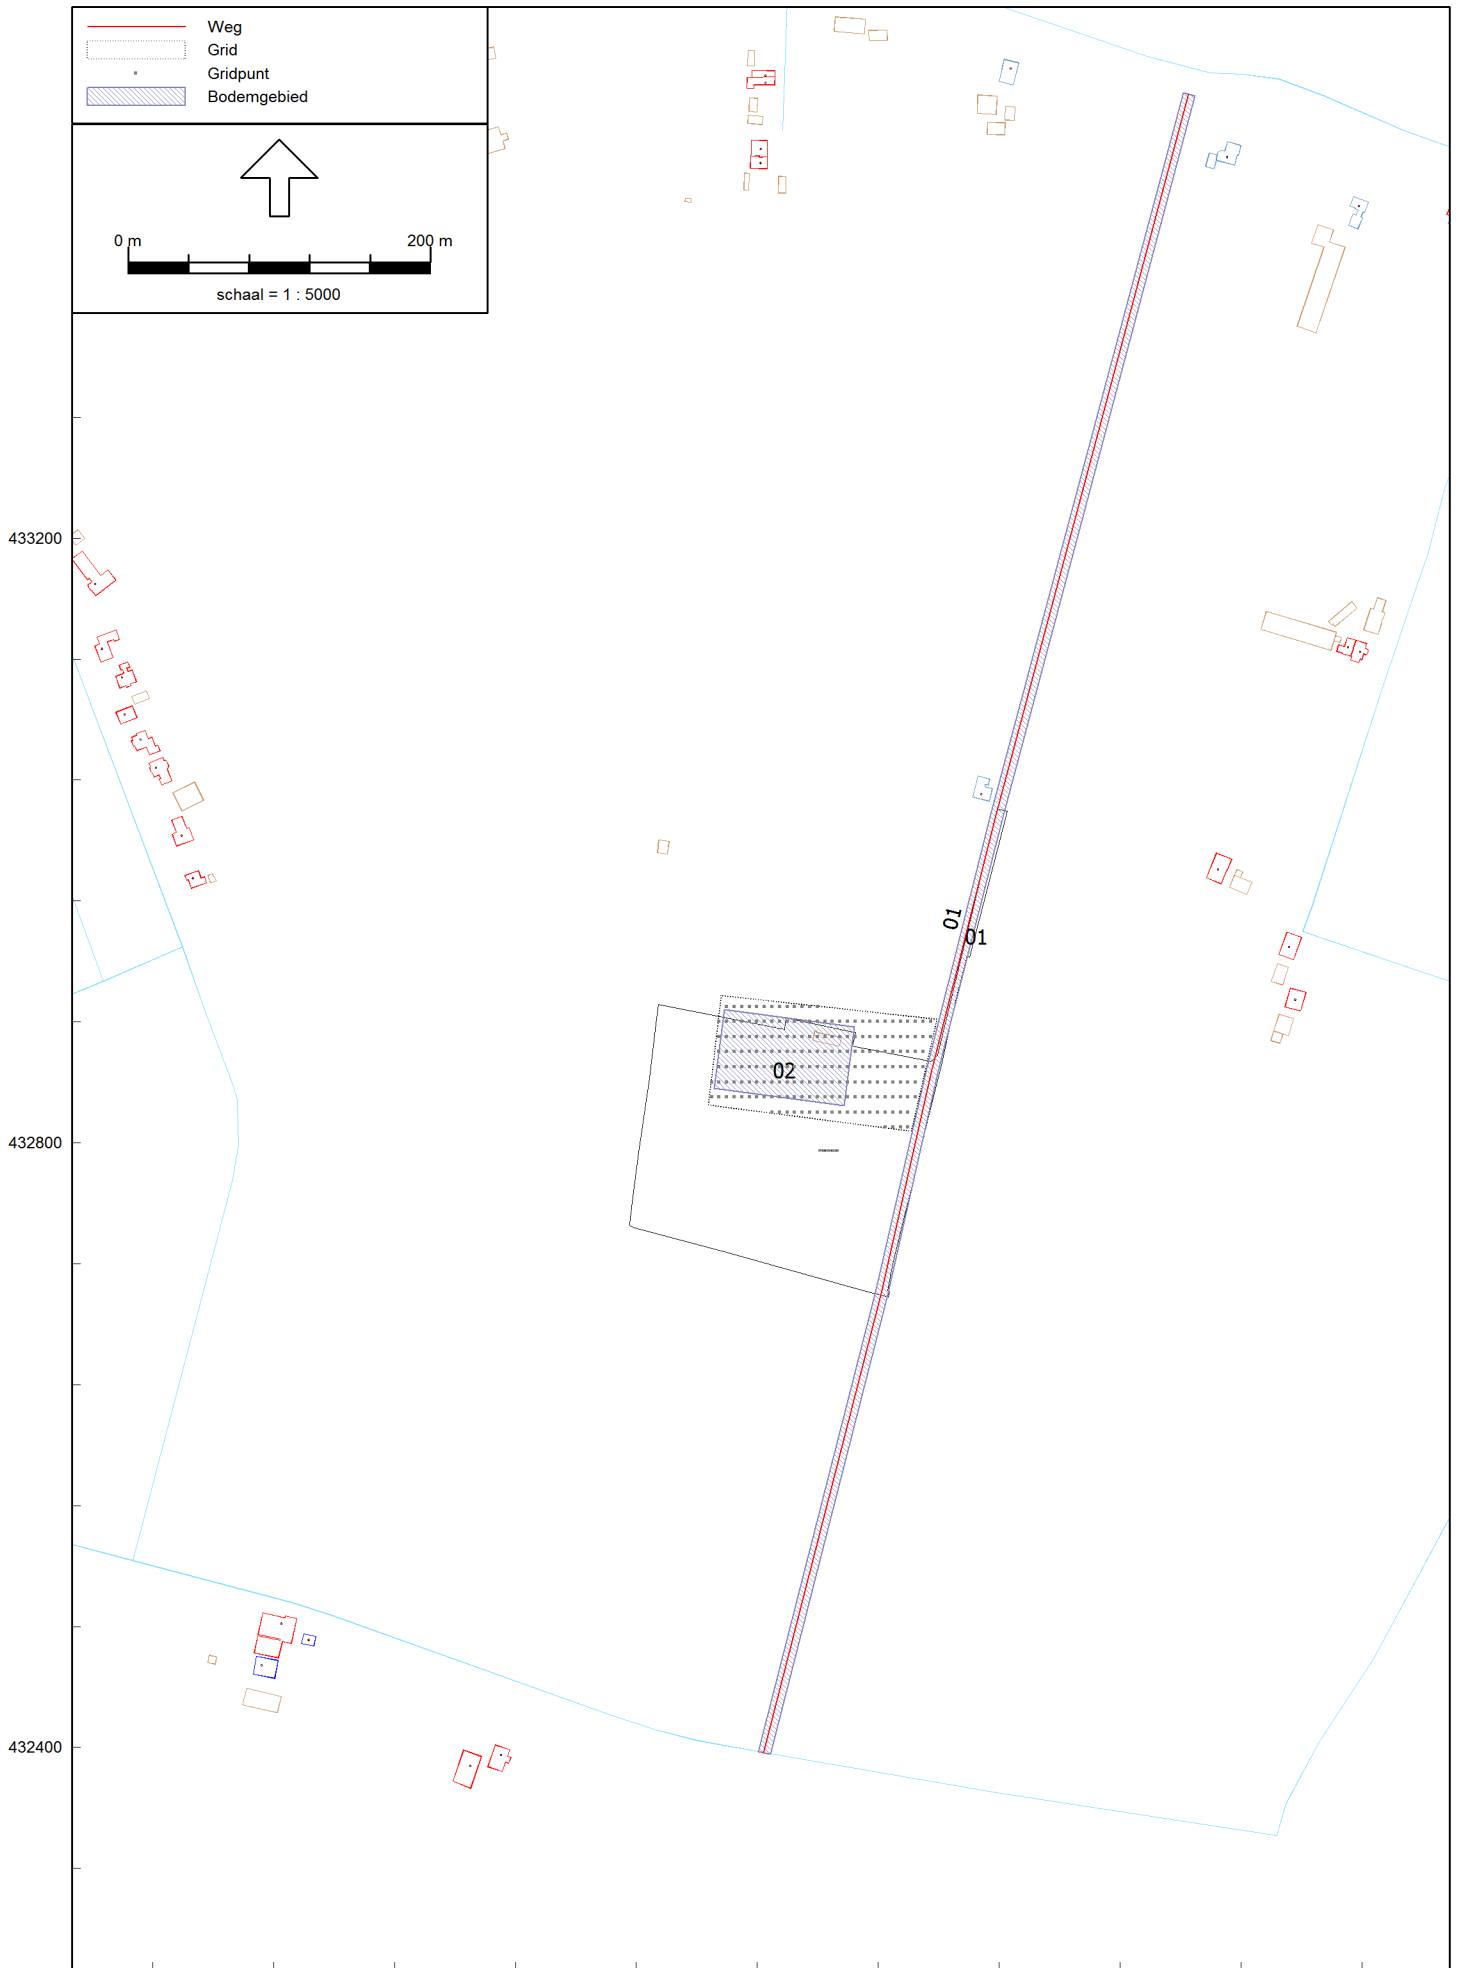 Weg
Grid
Gridpunt
Bodemgebied
0 m 200 m
schaal = 1 : 5000
433200
01
01
02
432800
432400